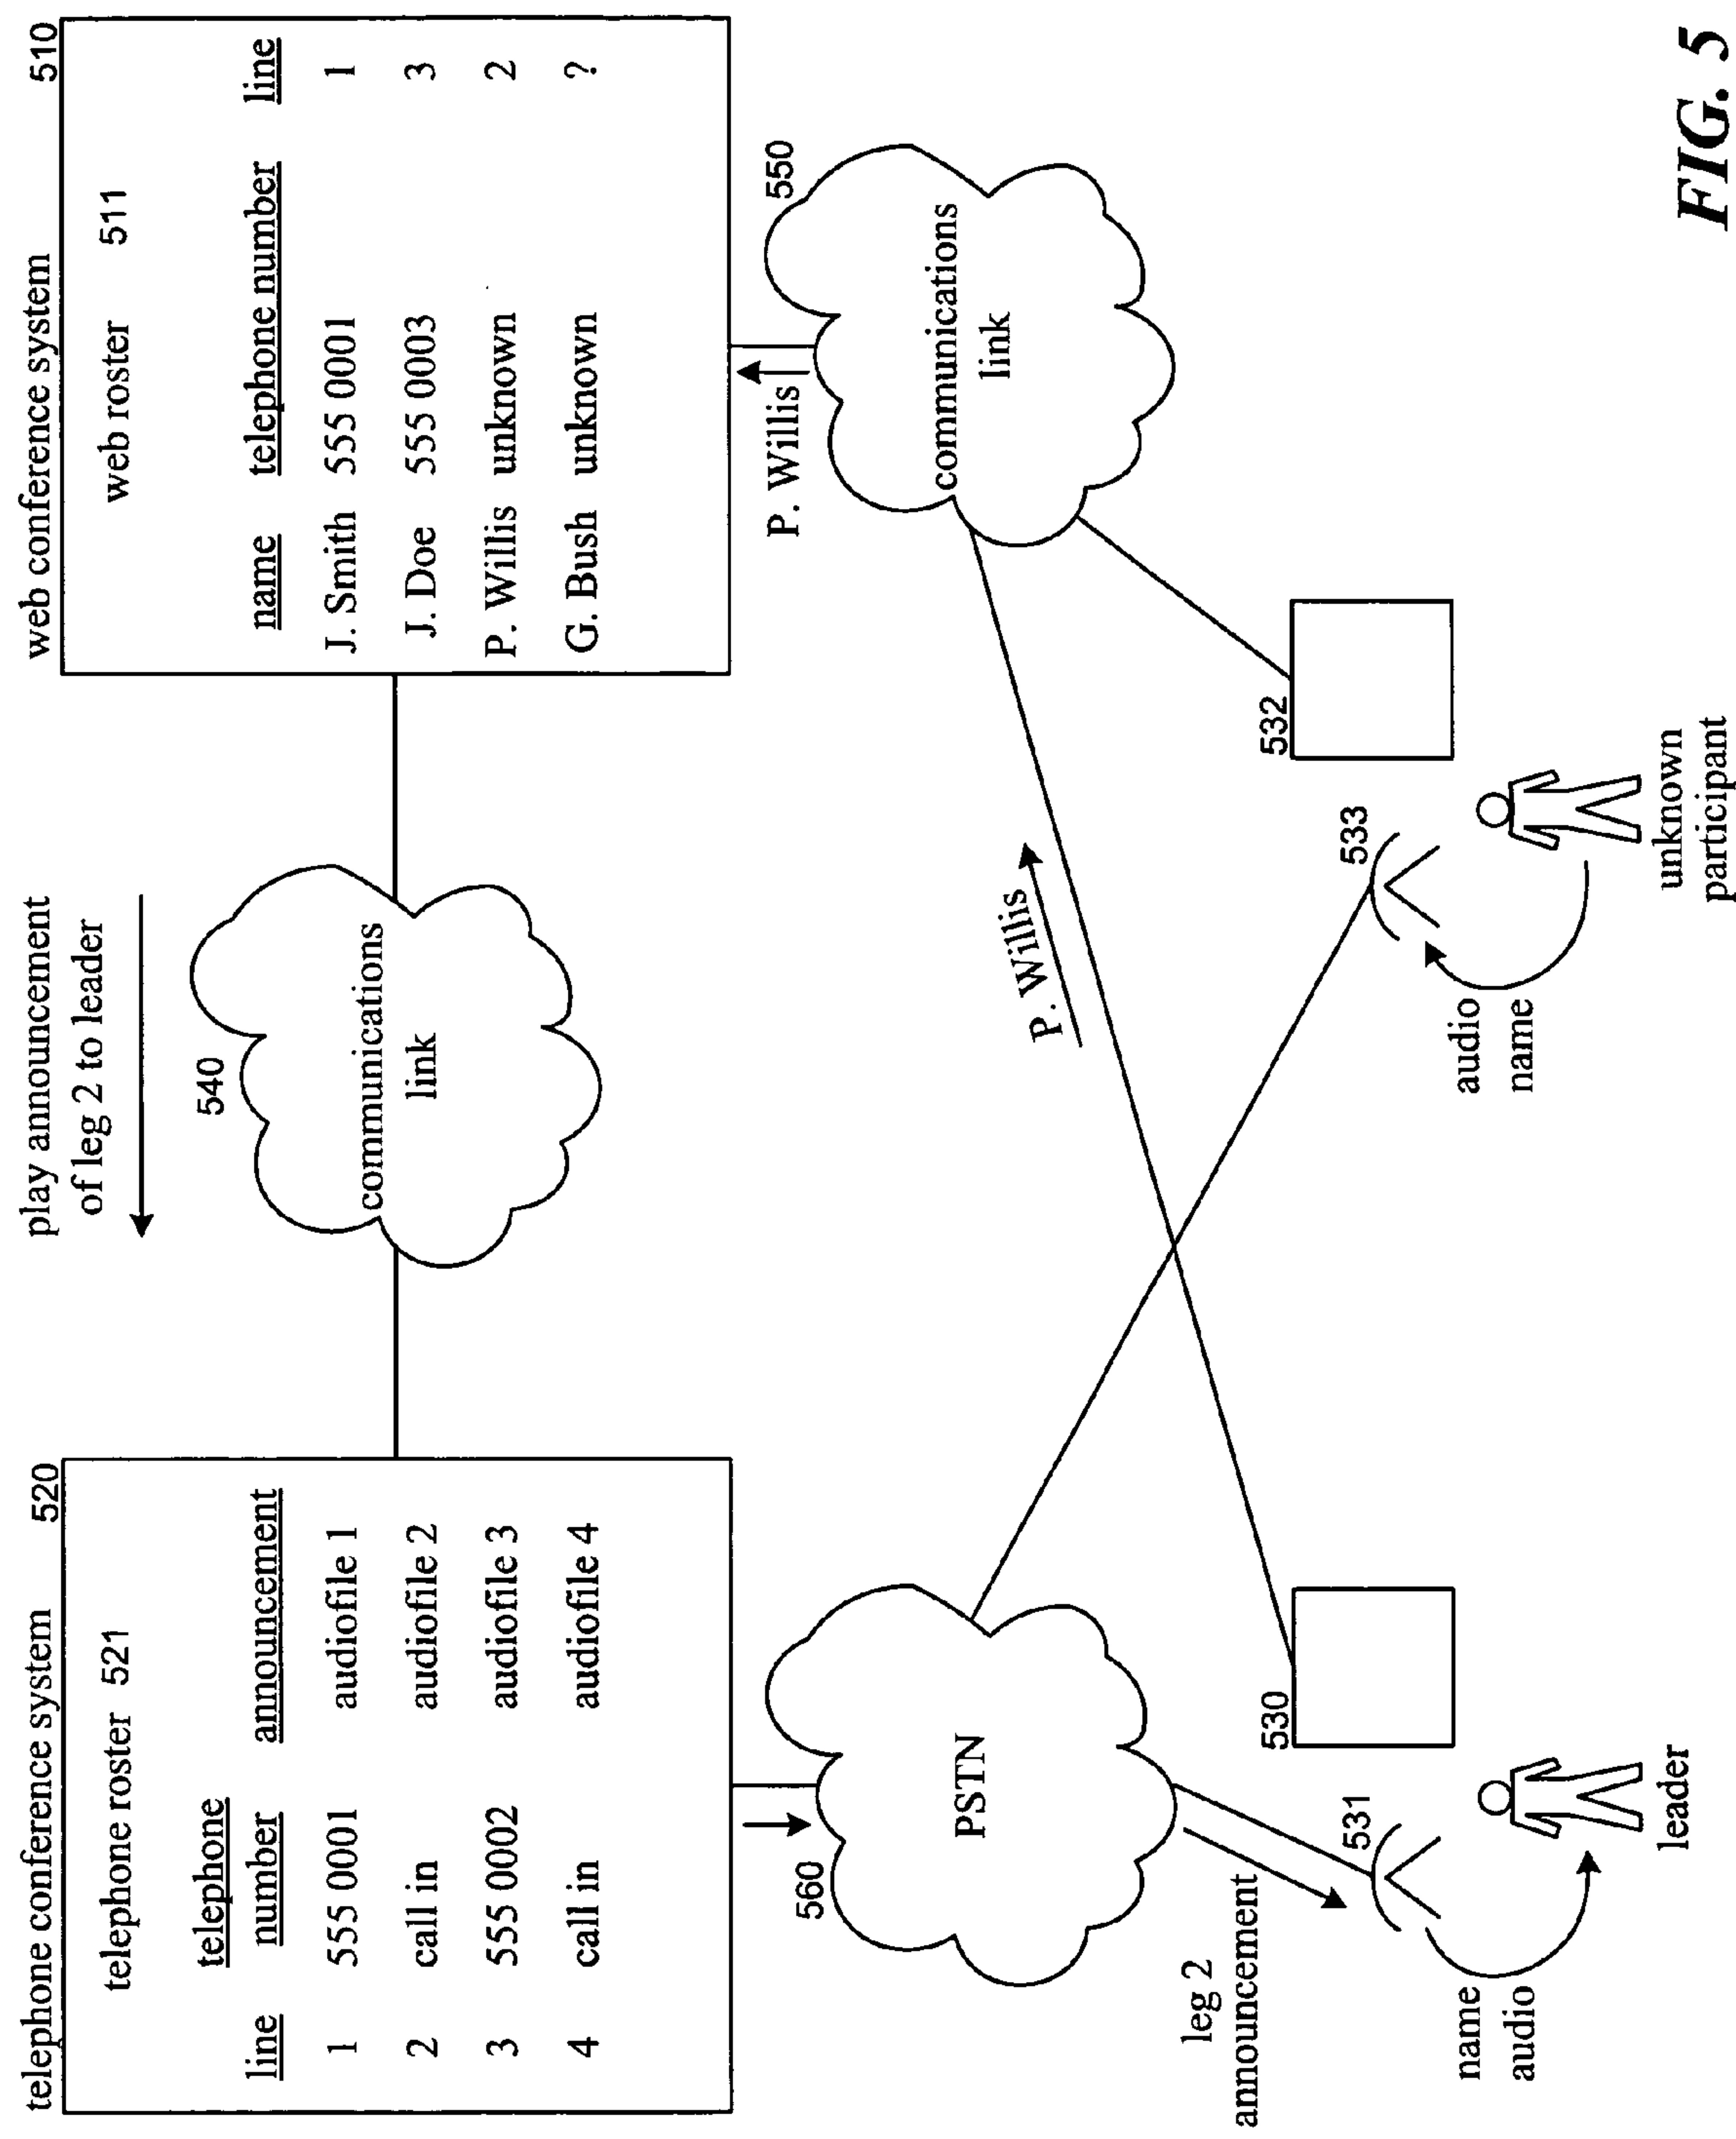 telephone conference system 520
telephone roster 521
telephone
line number announcement
1 555 0001 audiofile 1
2 call in audiofile 2
3 555 0002 audiofile 3
4 call in audiofile 4
play announcement
of leg 2 to leader
540
communications
link
web conference system 510
web roster 511
name telephone number line
J. Smith 555 0001 1
J. Doe 555 0003 3
P. Willis unknown 2
G. Bush unknown ?
560
PSTN
P. Willis
550
communications
link
leg 2
announcement
P. Willis
530
531
name
audio
leader
532
533
audio
name
unknown
participant
FIG. 5